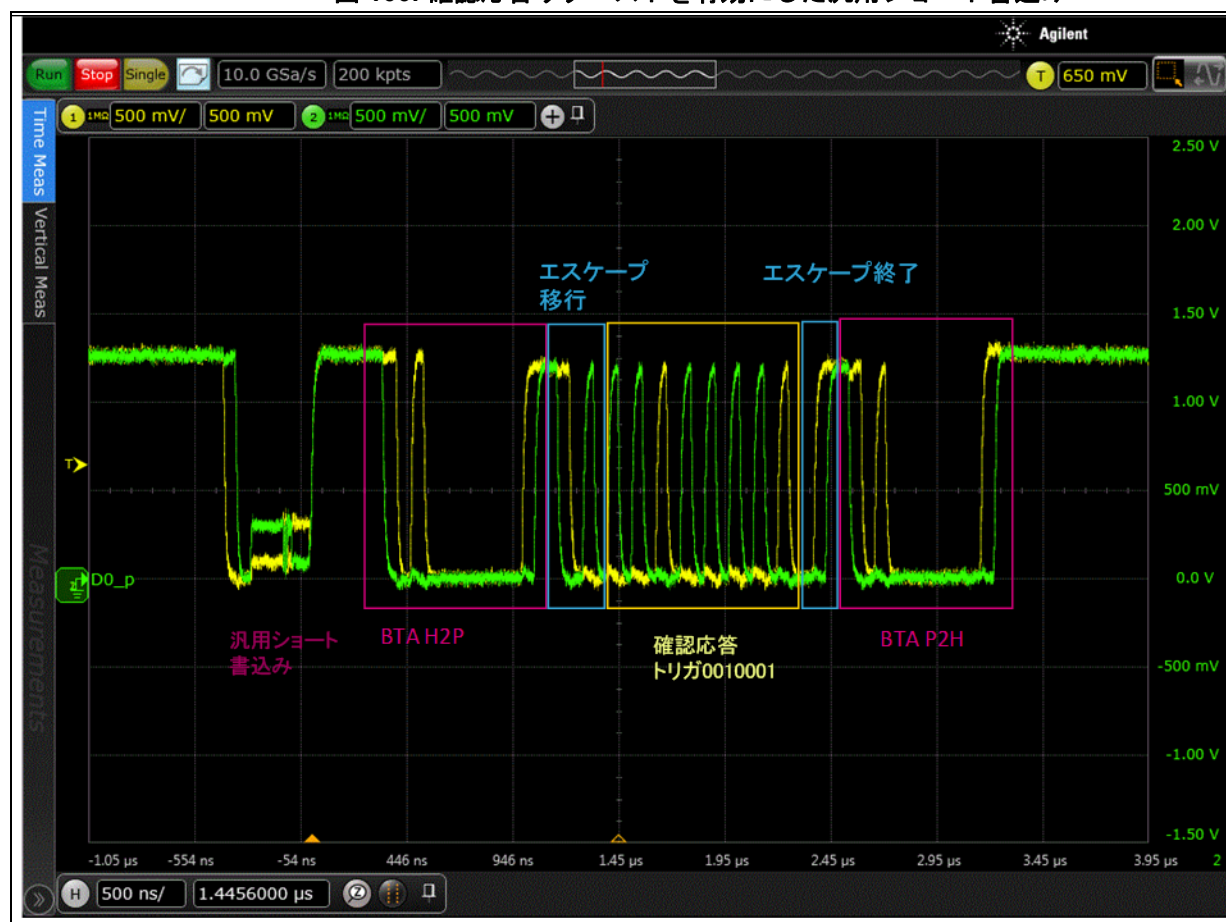 Agilent
Run Stop Single 10.0 GSa/s 200 kpts T 650 mV
1 1MΩ 500 mV/ 500 mV 2 1MΩ 500 mV/ 500 mV
Time Meas
Vertical Meas
Measurements
2.50 V
2.00 V
1.50 V
1.00 V
500 mV
0.0 V
-500 mV
-1.00 V
-1.50 V
エスケープ
移行
エスケープ終了
T
D0_p
汎用ショート
書込み
BTA H2P
確認応答
トリガ0010001
BTA P2H
-1.05 µs -554 ns -54 ns 446 ns 946 ns 1.45 µs 1.95 µs 2.45 µs 2.95 µs 3.45 µs 3.95 µs 2
H 500 ns/ 1.4456000 µs Z